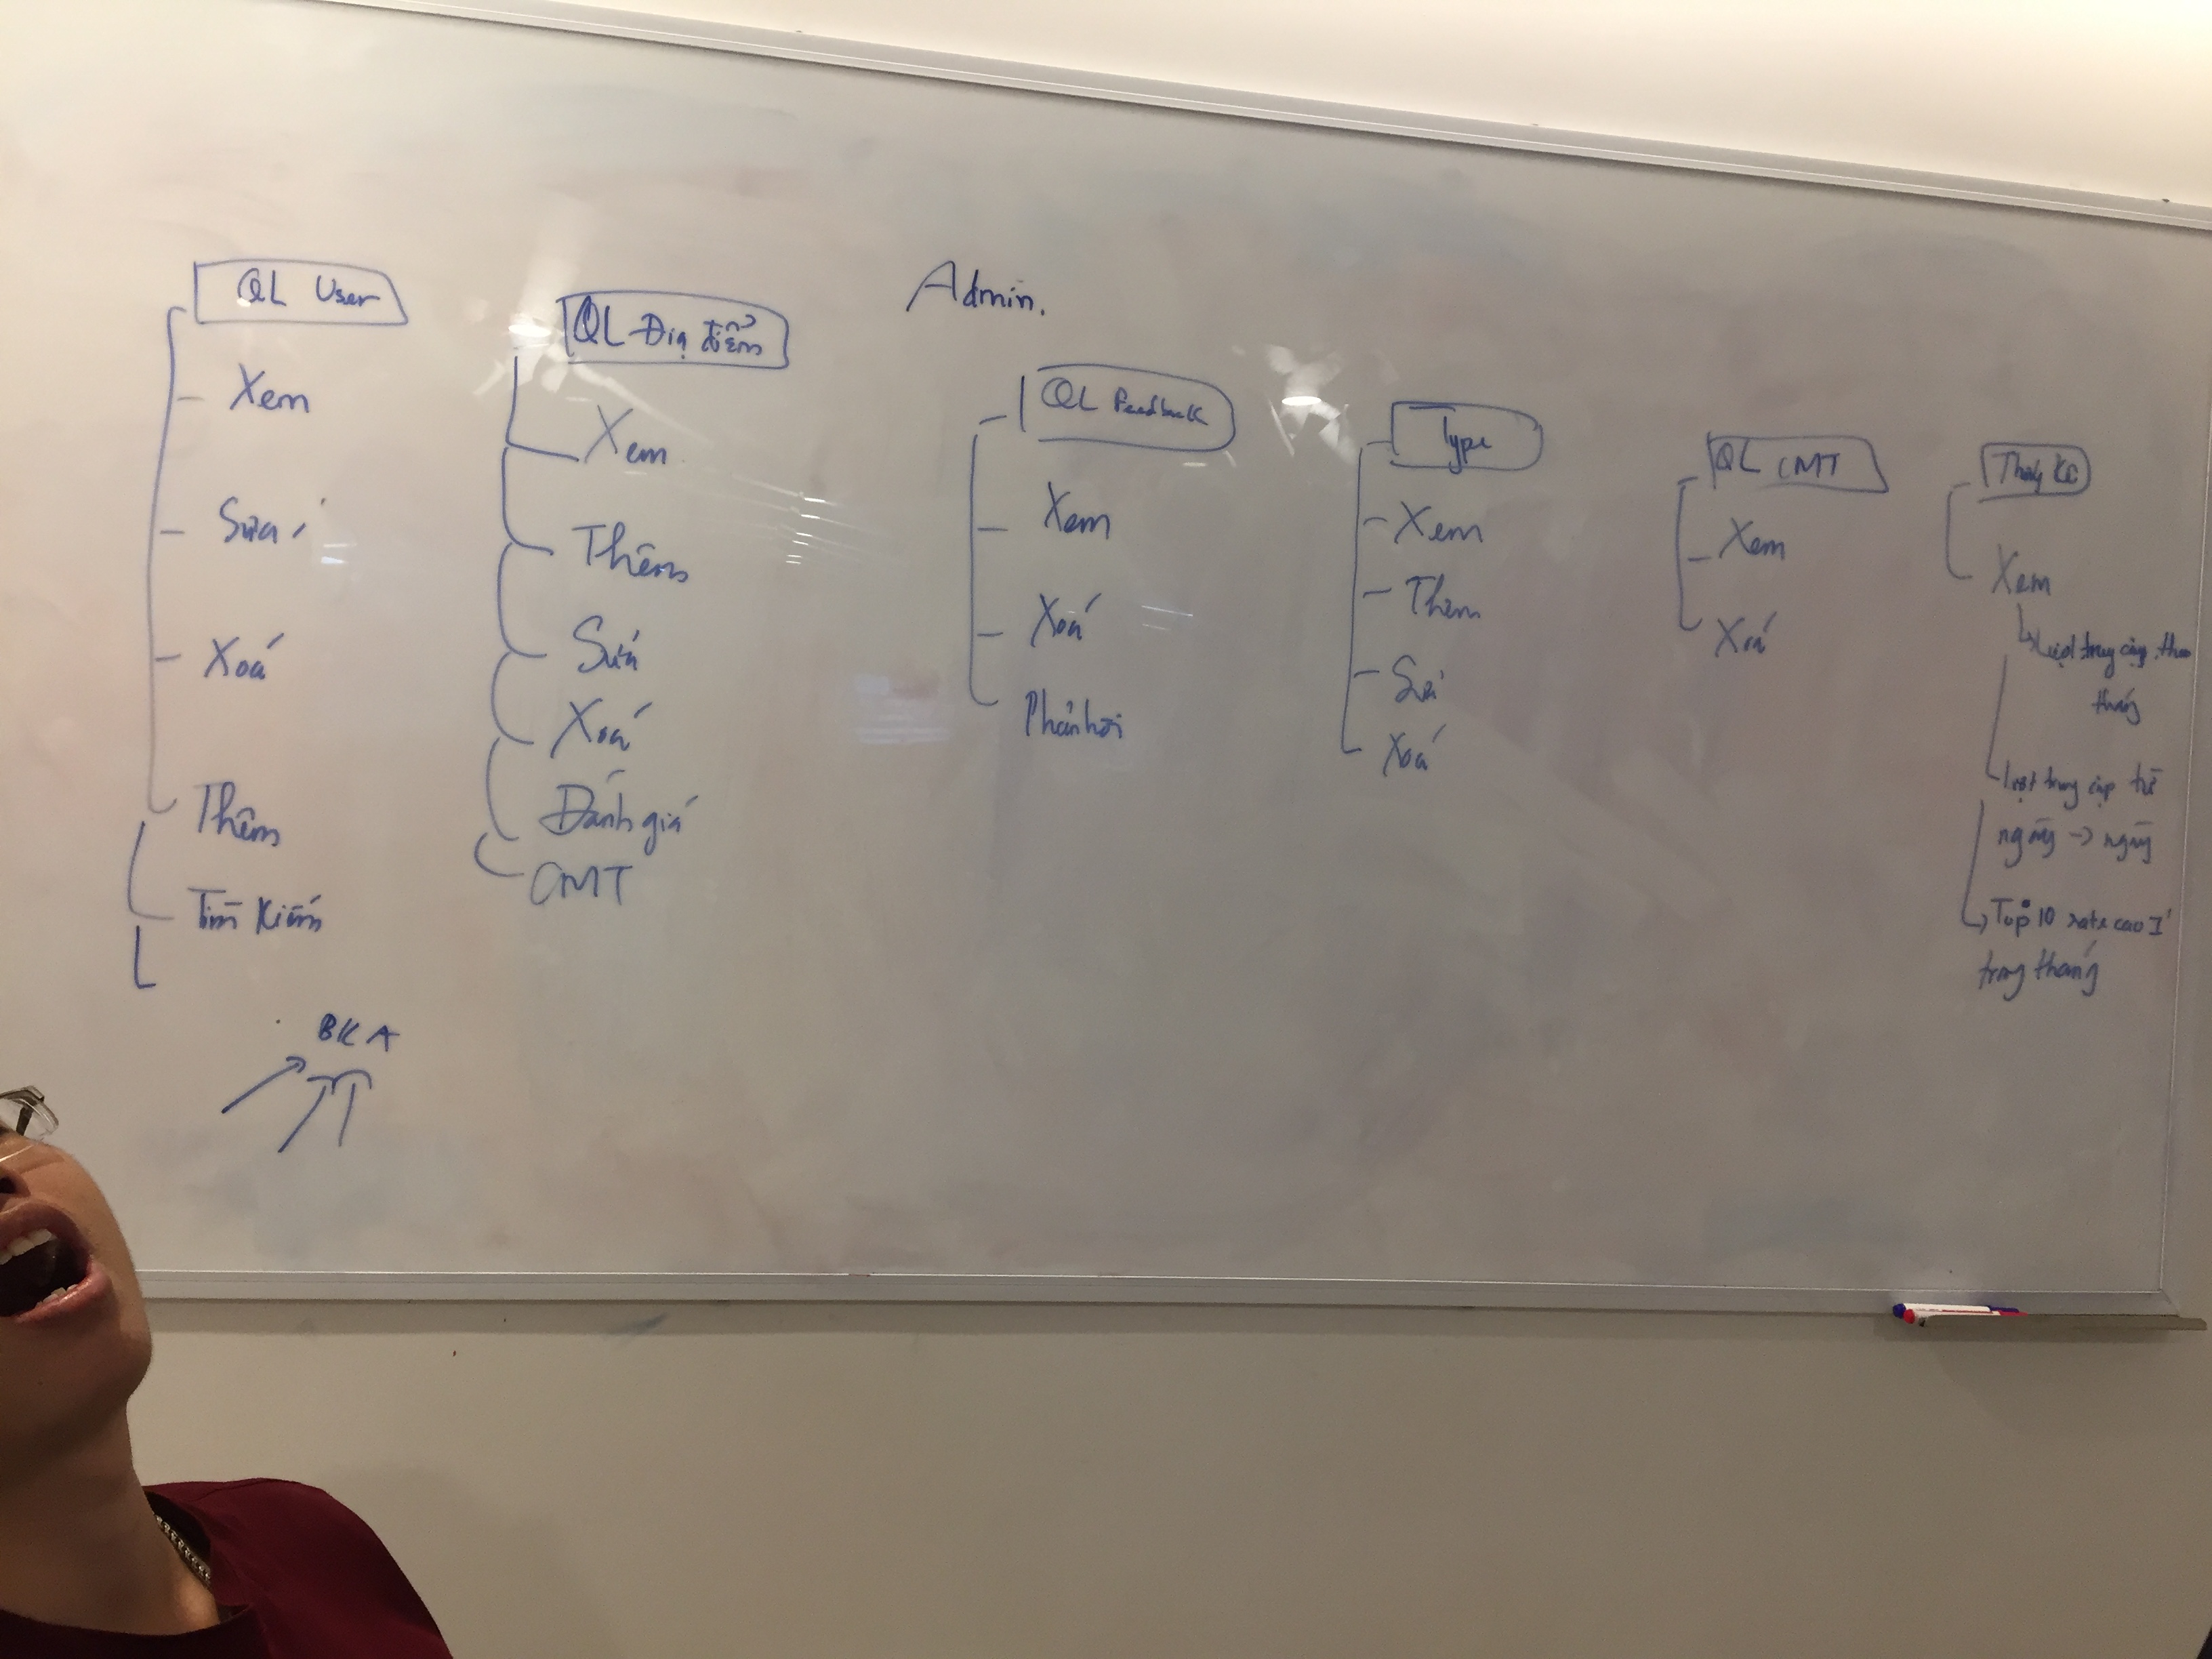 Admin.
QL User
Xem
Sửa
Xoá
Thêm
Tìm kiếm
BKA
QL Địa điểm
Xem
Thêm
Sửa
Xoá
Đánh giá
CMT
QL Feedback
Xem
Xoá
Phản hồi
Type
Xem
Thêm
Sửa
Xoá
QL CMT
Xem
Xoá
Thống kê
Xem
Lượt truy cập theo
tháng
lượt truy cập từ
ngày -> ngày
Top 10 rate cao I
trong tháng